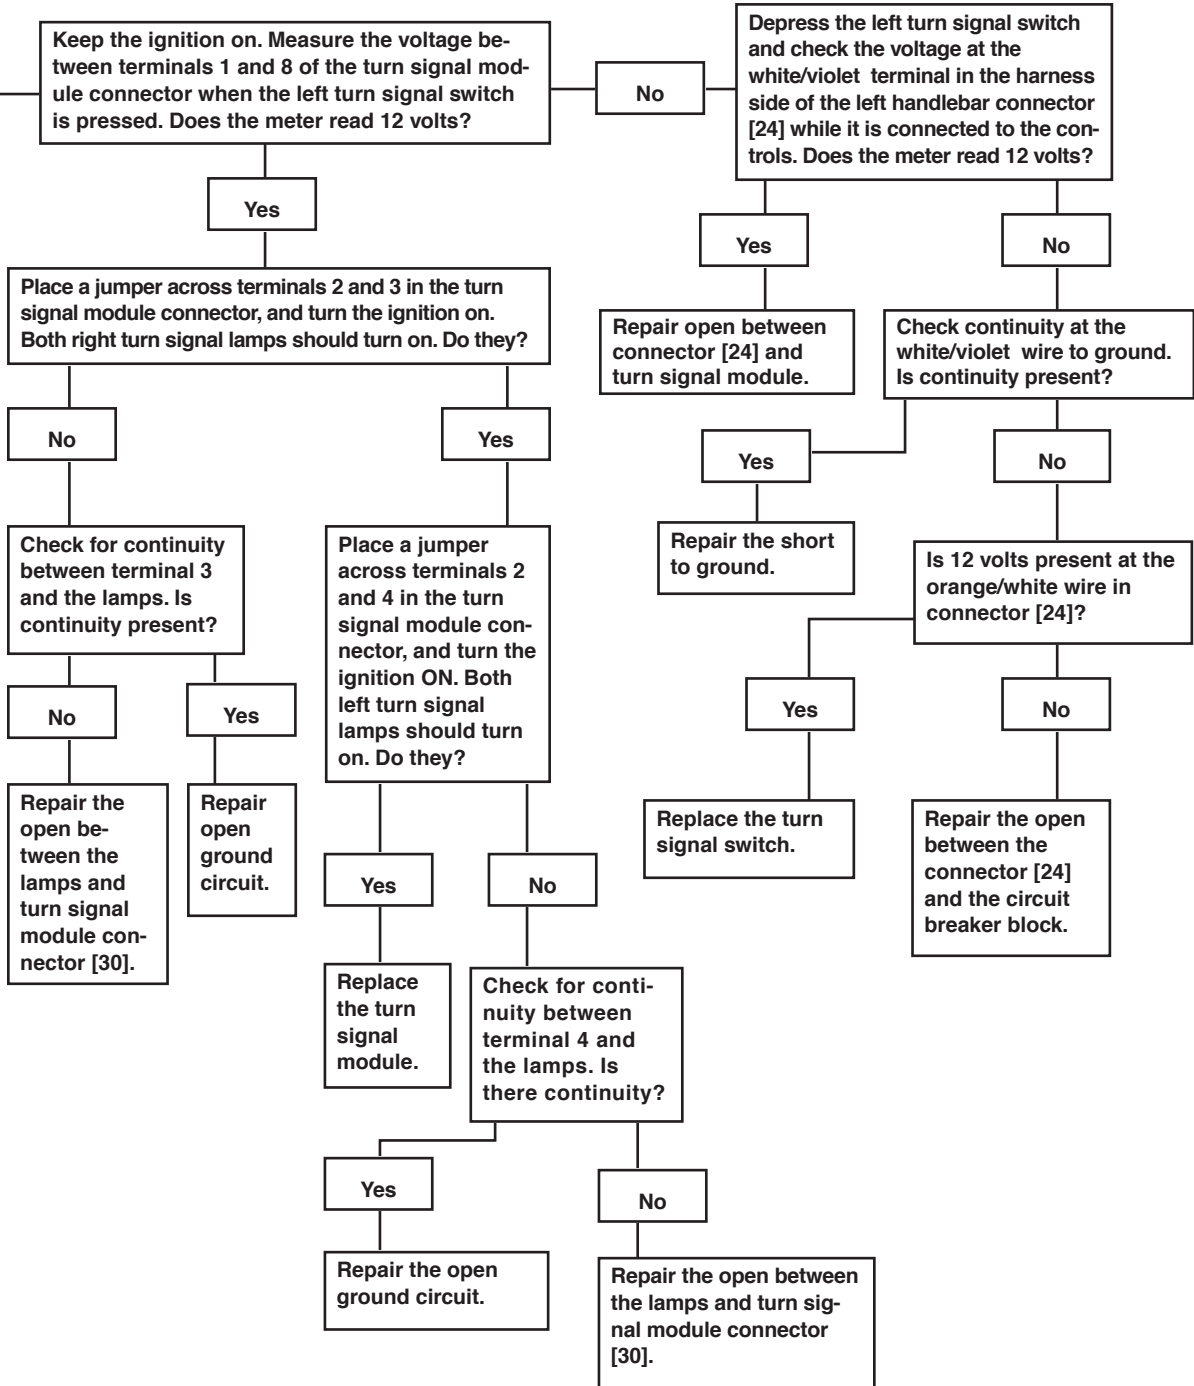 Keep the ignition on. Measure the voltage be-
tween terminals 1 and 8 of the turn signal mod-
ule connector when the left turn signal switch
is pressed. Does the meter read 12 volts?
No
Depress the left turn signal switch
and check the voltage at the
white/violet terminal in the harness
side of the left handlebar connector
[24] while it is connected to the con-
trols. Does the meter read 12 volts?
Yes
Yes
No
Place a jumper across terminals 2 and 3 in the turn
signal module connector, and turn the ignition on.
Both right turn signal lamps should turn on. Do they?
Repair open between
connector [24] and
turn signal module.
Check continuity at the
white/violet wire to ground.
Is continuity present?
No
Yes
Yes
No
Check for continuity
between terminal 3
and the lamps. Is
continuity present?
Place a jumper
across terminals 2
and 4 in the turn
signal module con-
nector, and turn the
ignition ON. Both
left turn signal
lamps should turn
on. Do they?
Repair the short
to ground.
Is 12 volts present at the
orange/white wire in
connector [24]?
No
Yes
Yes
No
Repair the
open be-
tween the
lamps and
turn signal
module con-
nector [30].
Repair
open
ground
circuit.
Replace the turn
signal switch.
Repair the open
between the
connector [24]
and the circuit
breaker block.
Yes
No
Replace
the turn
signal
module.
Check for conti-
nuity between
terminal 4 and
the lamps. Is
there continuity?
Yes
No
Repair the open
ground circuit.
Repair the open between
the lamps and turn sig-
nal module connector
[30].